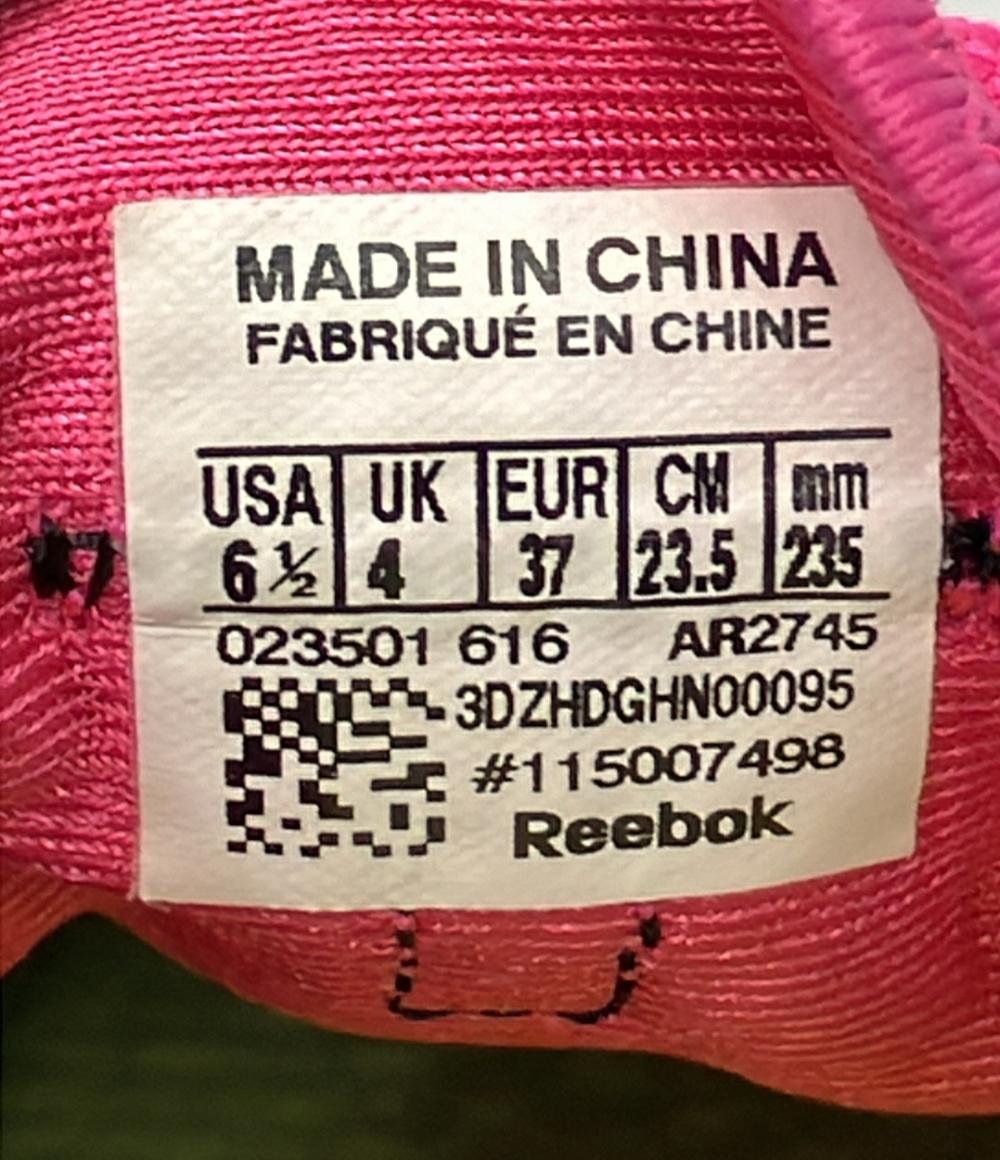 MADE IN CHINA
FABRIQUÉ EN CHINE
USA UK EUR CM mm
6 ½ 4 37 23.5 235
023501 616 AR2745
3DZHDGHN00095
#115007498
Reebok